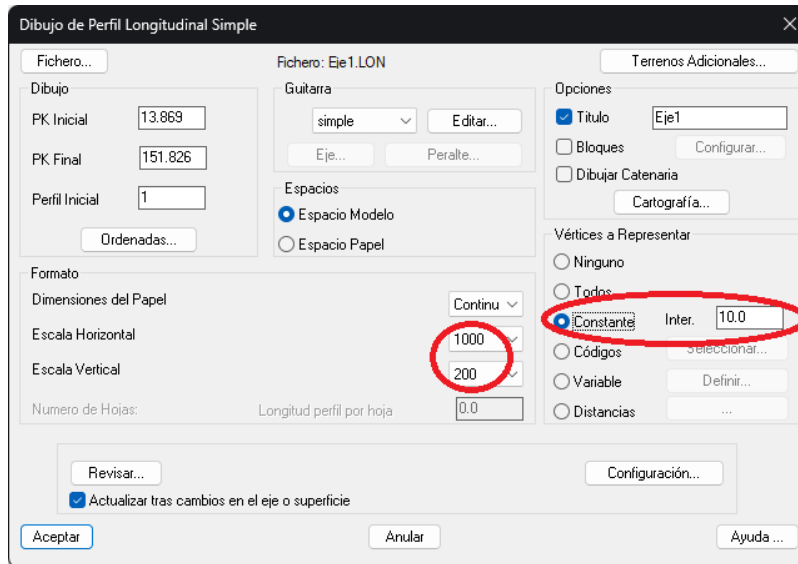 Dibujo de Perfil Longitudinal Simple
Fichero...
Fichero: Eje1.LON
Terrenos Adicionales...
Dibujo
PK Inicial
13.869
PK Final
151.826
Perfil Inicial
1
Ordenadas...
Guitarra
simple
Editar...
Eje...
Peralte...
Espacios
Espacio Modelo
Espacio Papel
Opciones
Titulo
Eje1
Bloques
Configurar...
Dibujar Catenaria
Cartografía...
Vértices a Representar
Ninguno
Todos
Constante
Inter.
10.0
Códigos
Seleccionar...
Variable
Definir...
Distancias
...
Formato
Dimensiones del Papel
Continu
Escala Horizontal
1000
Escala Vertical
200
Numero de Hojas:
Longitud perfil por hoja
0.0
Revisar...
Configuración...
Actualizar tras cambios en el eje o superficie
Aceptar
Anular
Ayuda ...